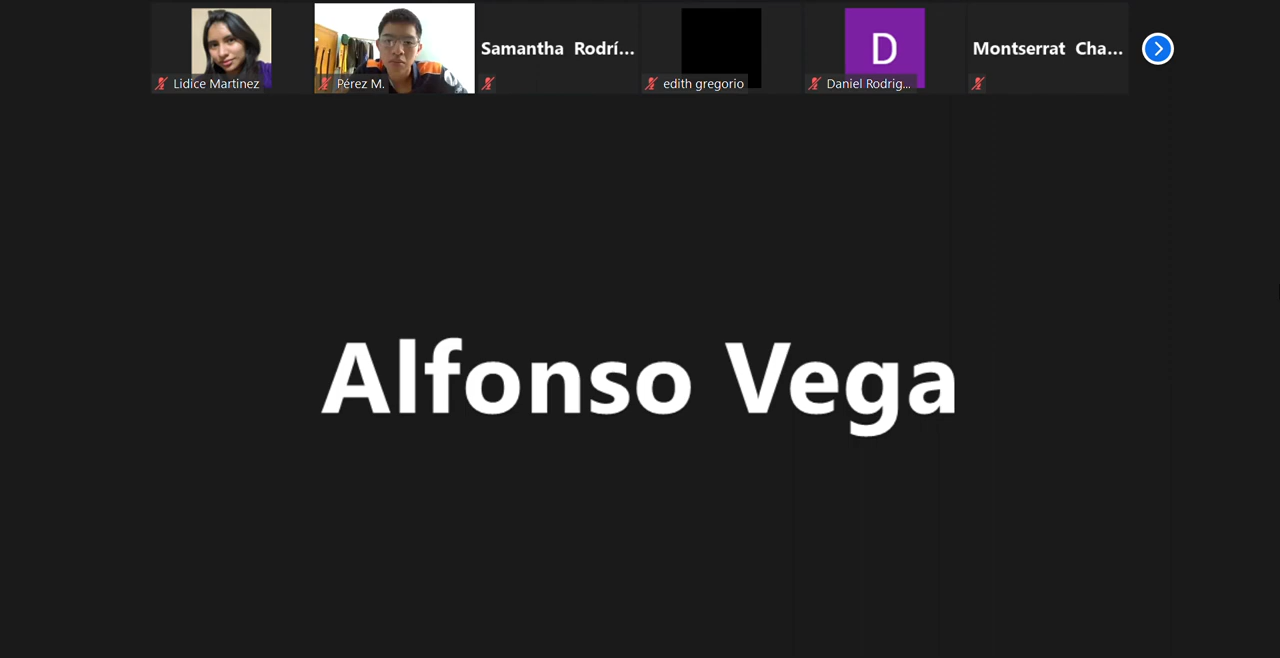 Samantha Rodrí...
Montserrat Cha...
Lidice Martinez
Pérez M.
edith gregorio
D
Daniel Rodrig...
Alfonso Vega